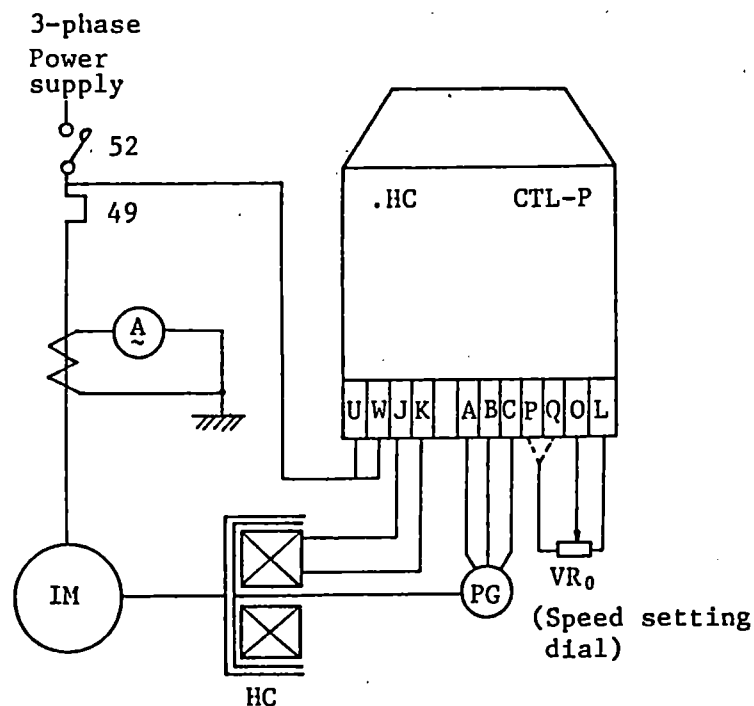 3-phase
Power
supply
52
49
A
.HC CTL-P
U W J K A B C P Q O L
IM
HC
PG
VR₀
(Speed setting
dial)